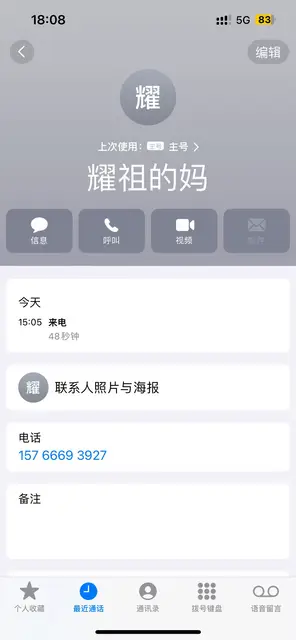 18:08
5G 83
编辑
耀
上次使用：主号 主号
耀祖的妈
信息 呼叫 视频 邮件
今天
15:05 来电
48秒钟
耀 联系人照片与海报
电话
157 6669 3927
备注
个人收藏 最近通话 通讯录 拨号键盘 语音留言